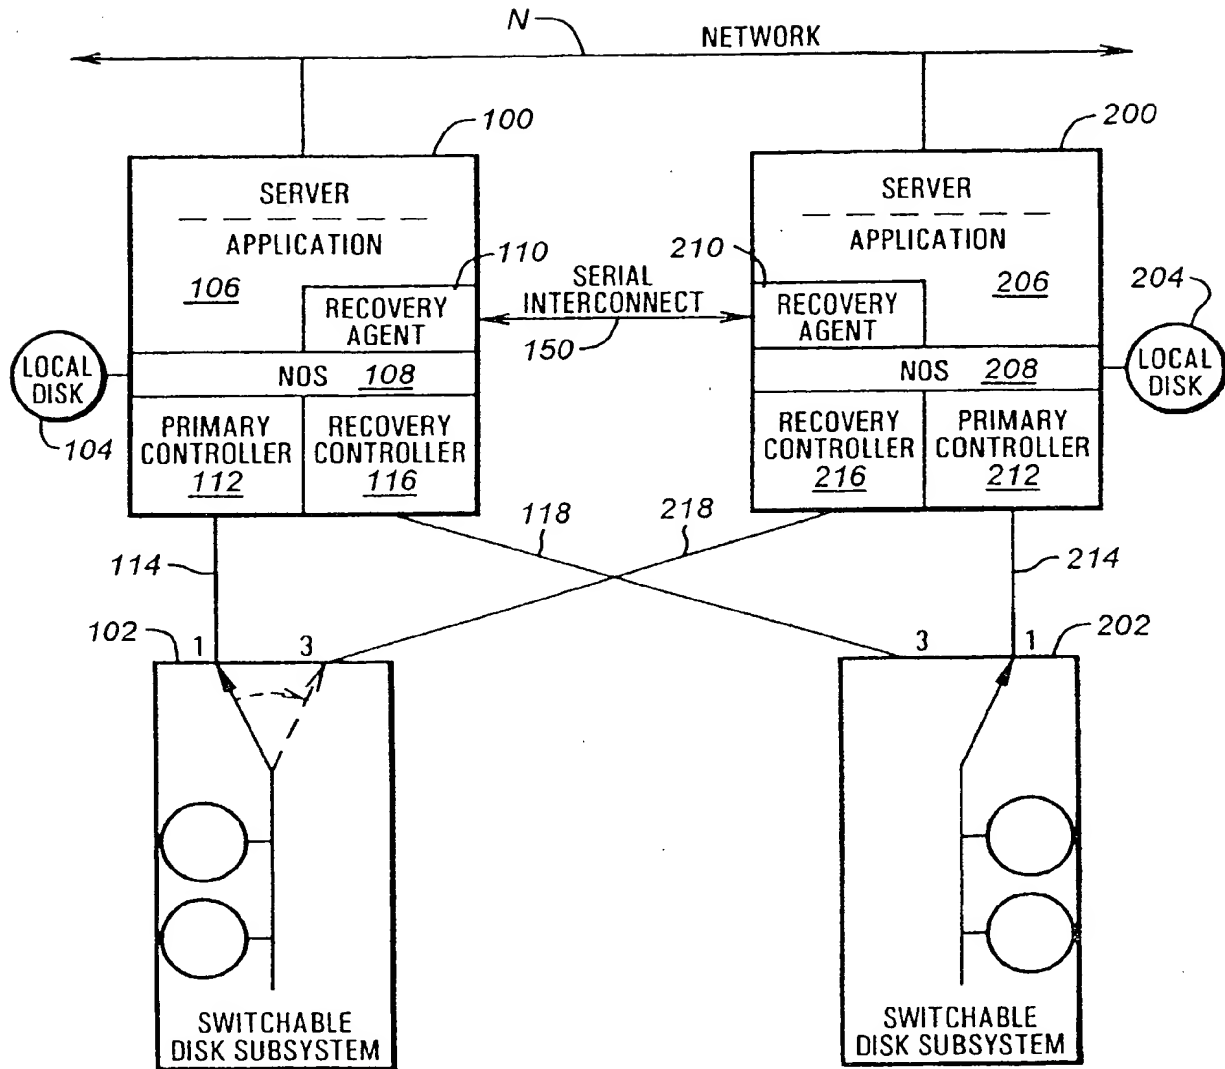 N
NETWORK
100
200
SERVER
APPLICATION
106
110
RECOVERY
AGENT
SERIAL
INTERCONNECT
150
SERVER
APPLICATION
210
206
RECOVERY
AGENT
204
LOCAL
DISK
104
NOS 108
NOS 208
LOCAL
DISK
PRIMARY
CONTROLLER
112
RECOVERY
CONTROLLER
116
RECOVERY
CONTROLLER
216
PRIMARY
CONTROLLER
212
114
118
218
214
102
1
3
3
1
202
SWITCHABLE
DISK SUBSYSTEM
SWITCHABLE
DISK SUBSYSTEM